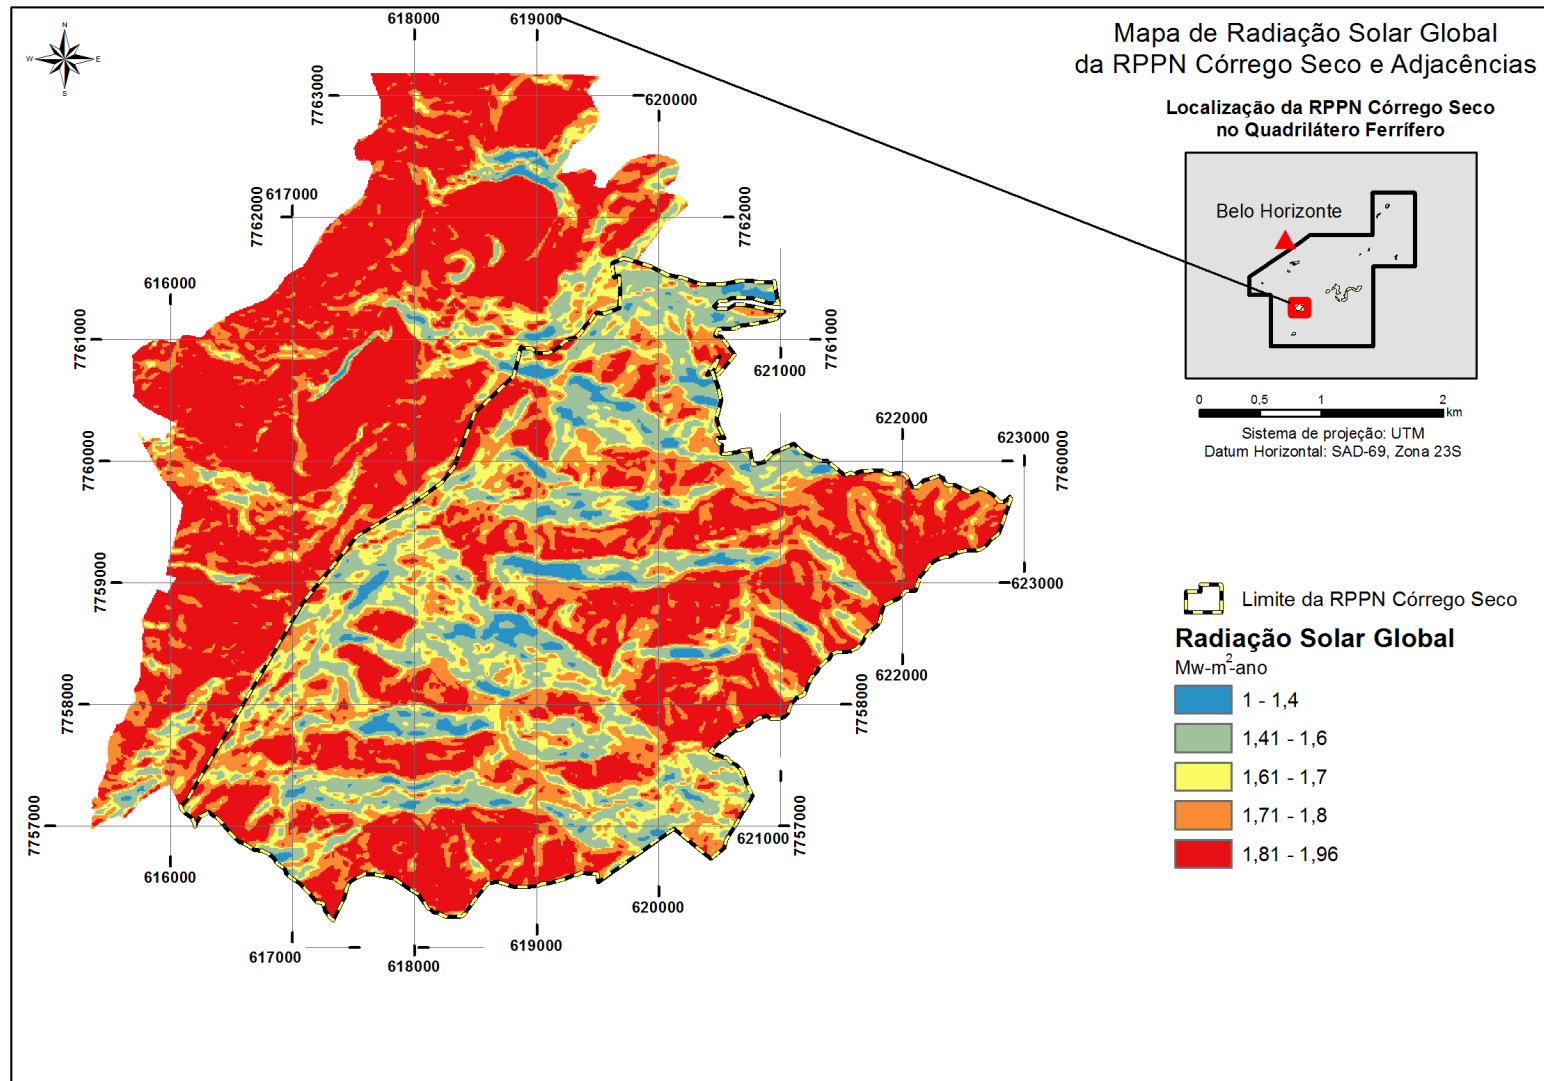 Mapa de Radiação Solar Global
da RPPN Córrego Seco e Adjacências
Localização da RPPN Córrego Seco
no Quadrilátero Ferrífero
Belo Horizonte
0 0,5 1 2
km
Sistema de projeção: UTM
Datum Horizontal: SAD-69, Zona 23S
Limite da RPPN Córrego Seco
Radiação Solar Global
Mw-m²-ano
1 - 1,4
1,41 - 1,6
1,61 - 1,7
1,71 - 1,8
1,81 - 1,96
N
W E
S
618000 619000
7763000
620000
617000
7762000 7762000
616000
7761000 7761000
621000
622000
623000
7760000 7760000
7759000
623000
622000
7758000 7758000
7757000 7757000
621000
616000
620000
619000
617000
618000